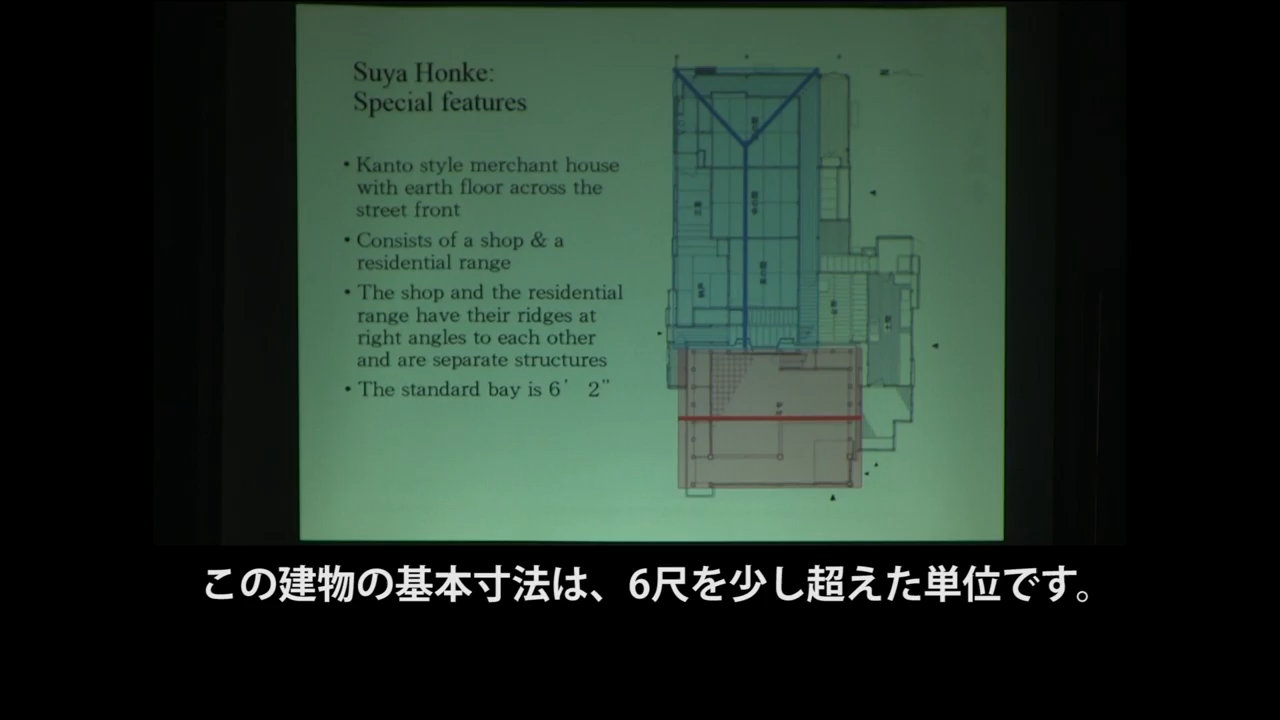 Suya Honke:
Special features
• Kanto style merchant house
with earth floor across the
street front
• Consists of a shop & a
residential range
• The shop and the residential
range have their ridges at
right angles to each other
and are separate structures
• The standard bay is 6’ 2”
N
この建物の基本寸法は、6尺を少し超えた単位です。